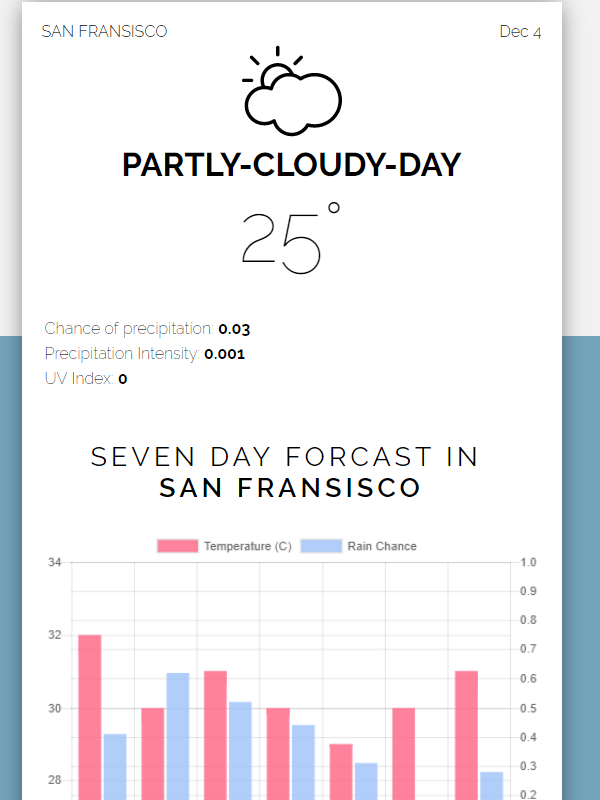 SAN FRANSISCO Dec 4
PARTLY-CLOUDY-DAY
25°
Chance of precipitation: 0.03
Precipitation Intensity: 0.001
UV Index: 0
SEVEN DAY FORCAST IN
SAN FRANSISCO
Temperature (C) Rain Chance
34 1.0
0.9
0.8
32 0.7
0.6
30 0.5
0.4
0.3
28
0.2